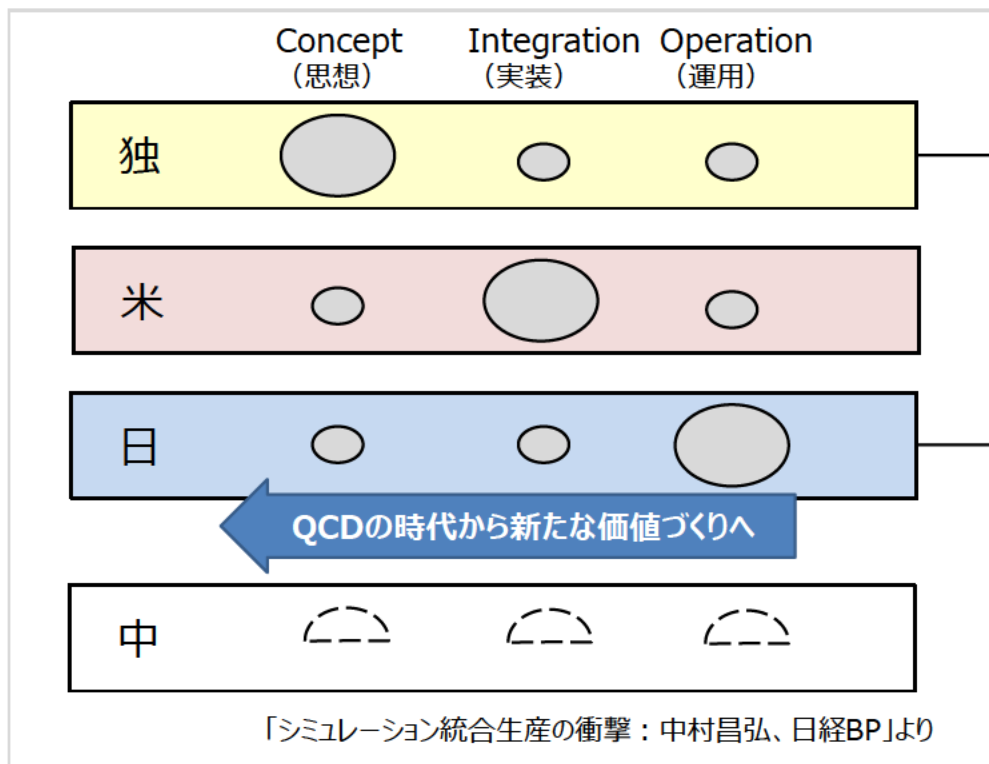 Concept Integration Operation
（思想） （実装） （運用）
独
米
日
QCDの時代から新たな価値づくりへ
中
「シミュレーション統合生産の衝撃：中村昌弘、日経BP」より